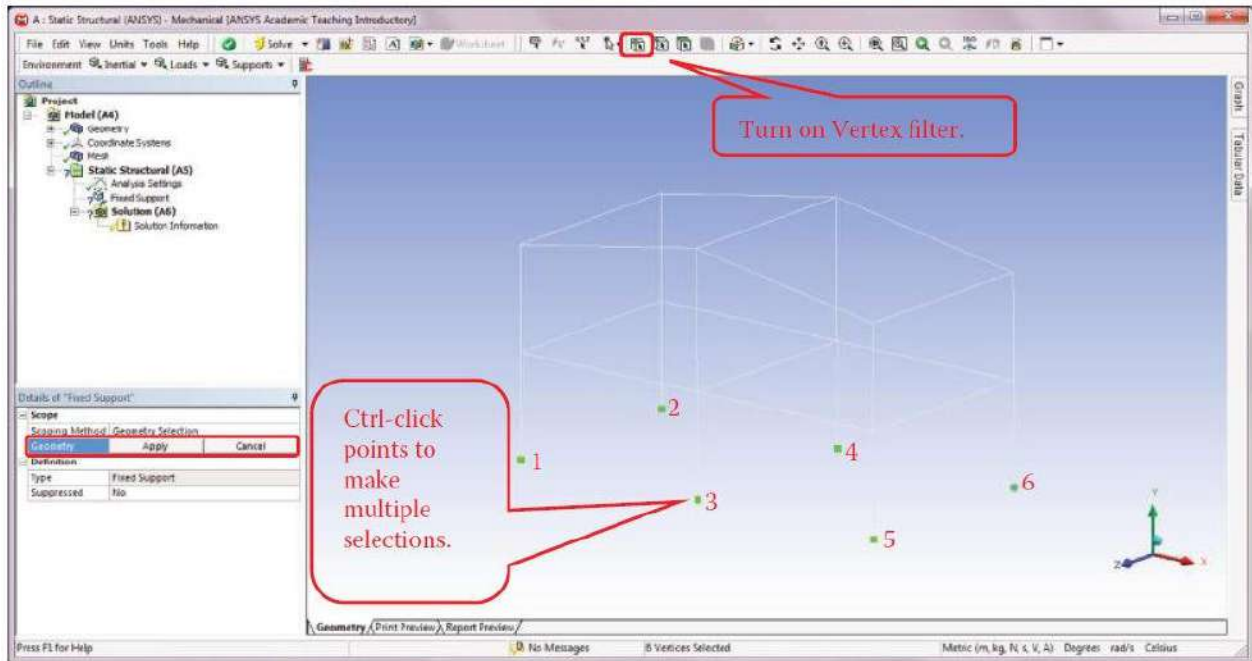 A : Static Structural (ANSYS) - Mechanical [ANSYS Academic Teaching Introductory]
File Edit View Units Tools Help Solve Worksheet
Environment Inertial Loads Supports
Outline
Project
Model (A4)
Geometry
Coordinate Systems
Mesh
Static Structural (A5)
Analysis Settings
Fixed Support
Solution (A6)
Solution Information
Turn on Vertex filter.
Graph
Tabular Data
Details of "Fixed Support"
Scope
Scoping Method Geometry Selection
Geometry Apply Cancel
Definition
Type Fixed Support
Suppressed No
Ctrl-click
points to
make
multiple
selections.
1
2
3
4
5
6
Y
Z X
Geometry Print Preview Report Preview
Press F1 for Help No Messages 6 Vertices Selected Metric (m, kg, N, s, V, A) Degrees rad/s Celsius